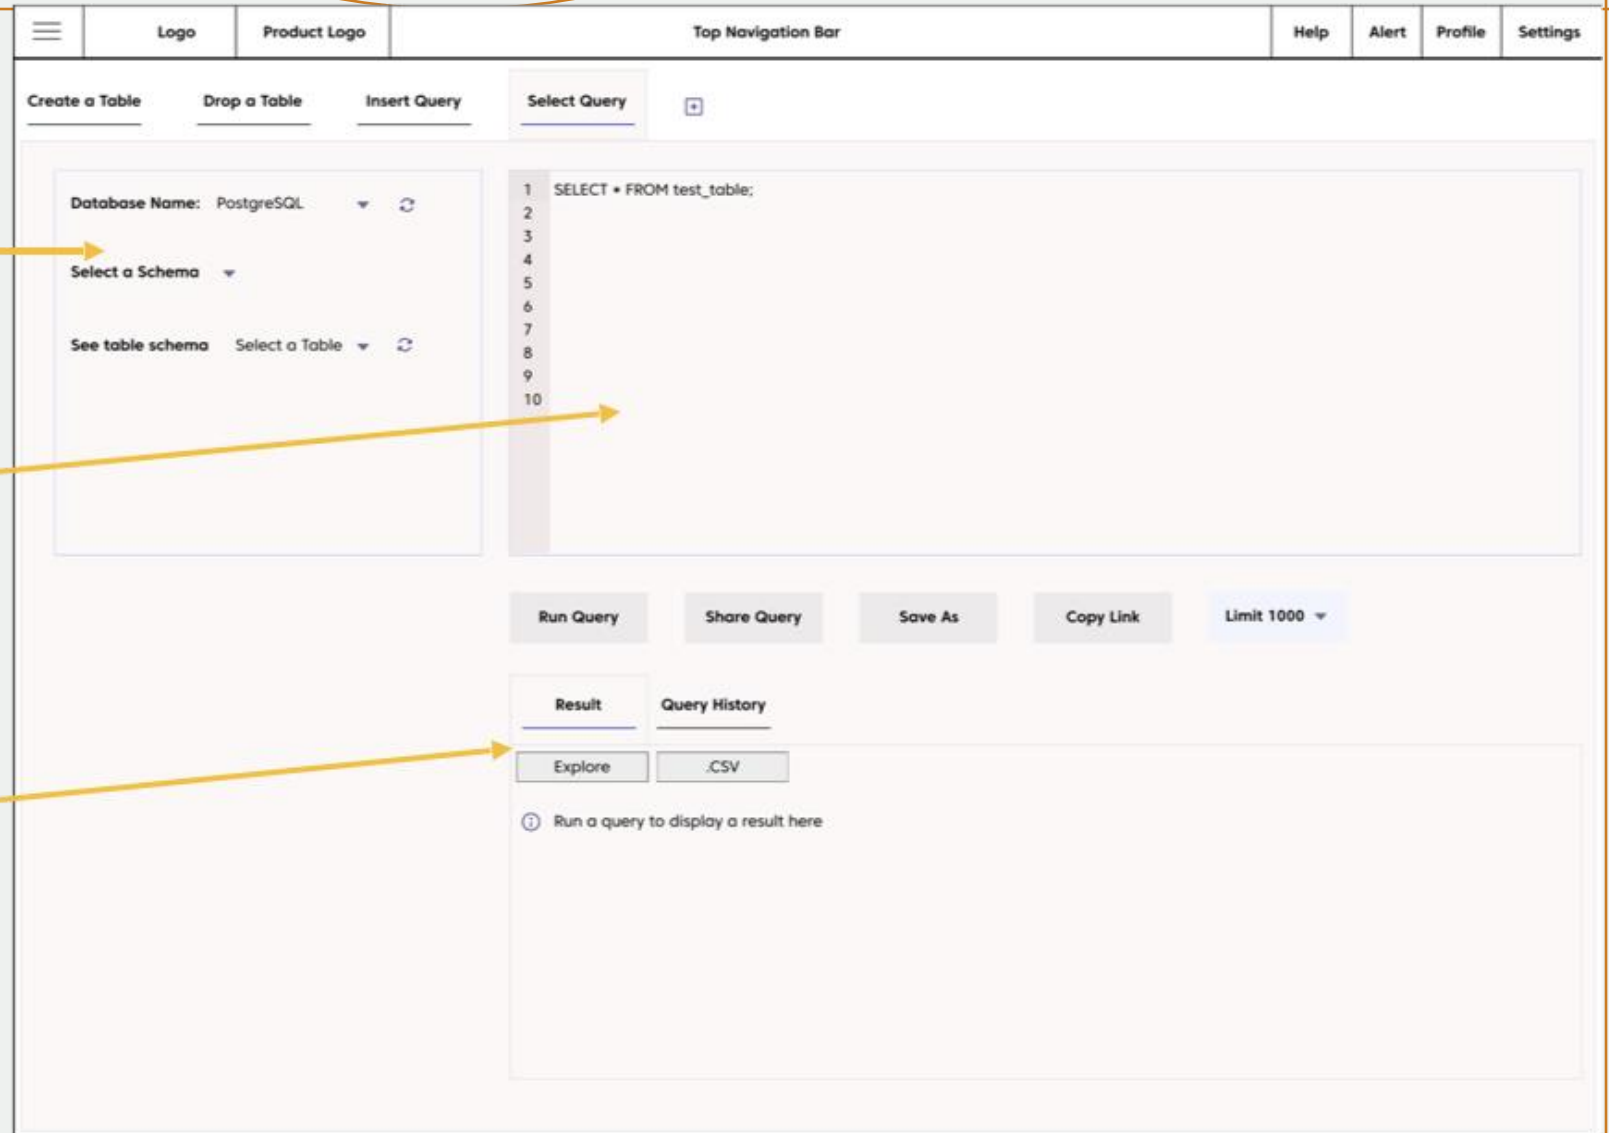 Logo Product Logo Top Navigation Bar Help Alert Profile Settings
Create a Table Drop a Table Insert Query Select Query
Database Name: PostgreSQL
Select a Schema
See table schema Select a Table
1 SELECT * FROM test_table;
2
3
4
5
6
7
8
9
10
Run Query Share Query Save As Copy Link Limit 1000
Result Query History
Explore .CSV
Run a query to display a result here